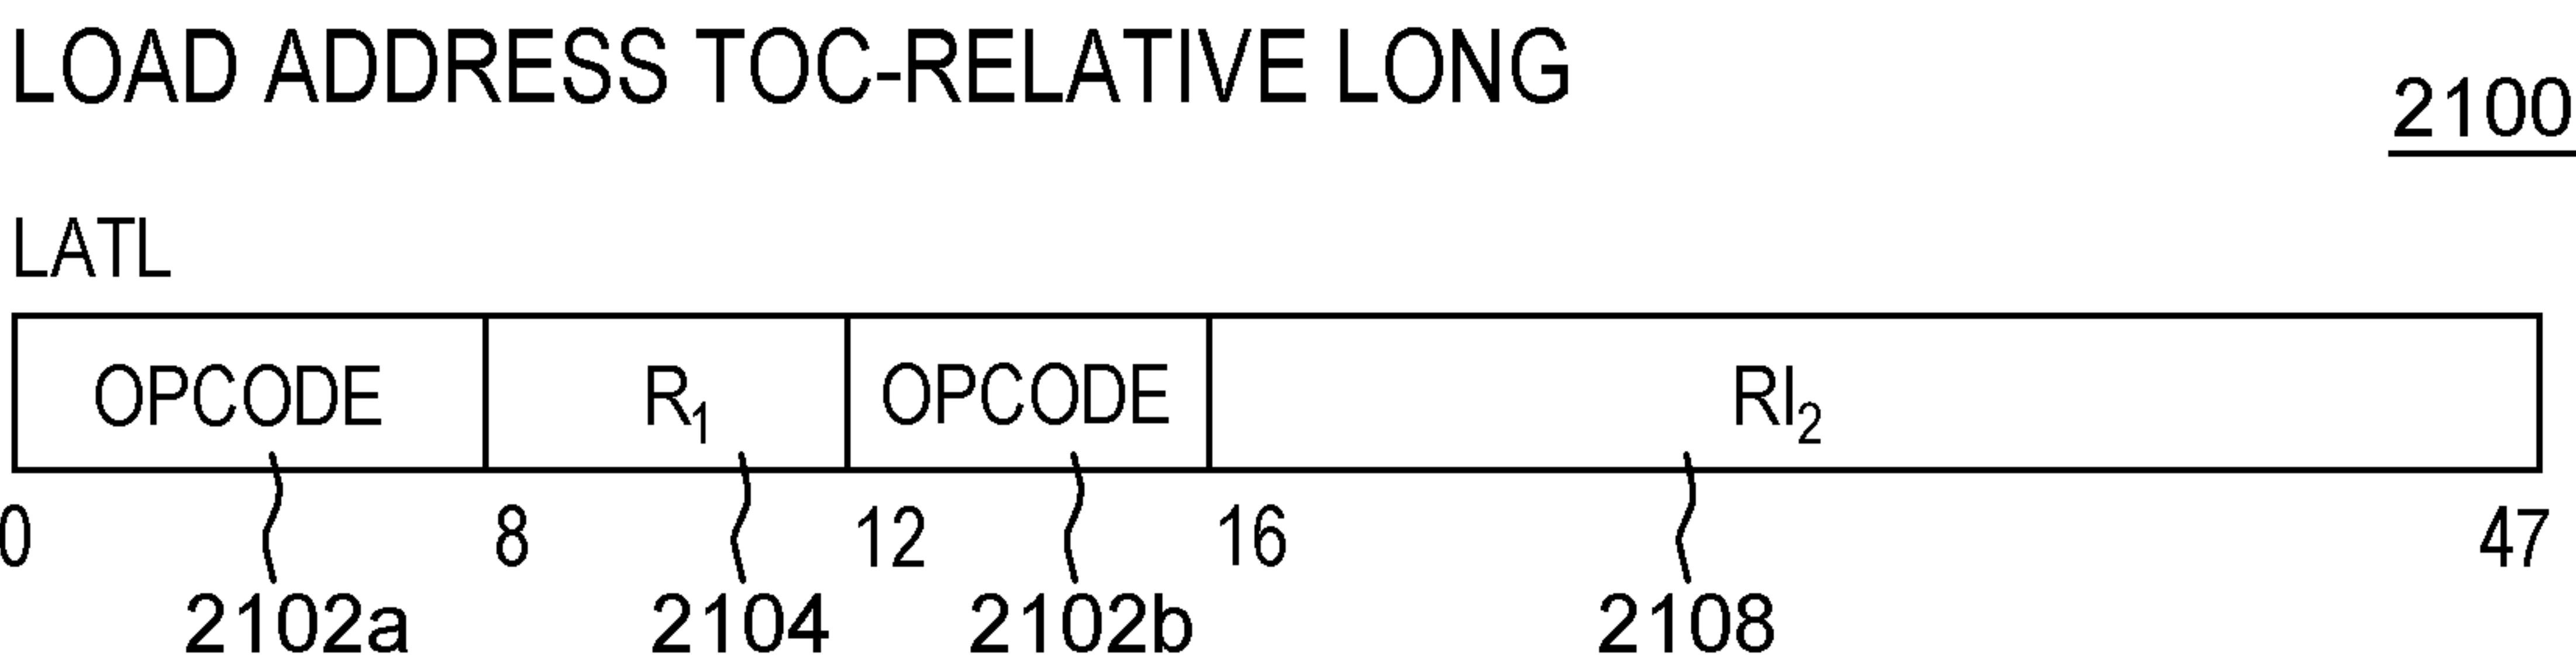 LOAD ADDRESS TOC-RELATIVE LONG
2100
LATL
OPCODE R₁ OPCODE RI₂
0 8 12 16 47
2102a 2104 2102b 2108